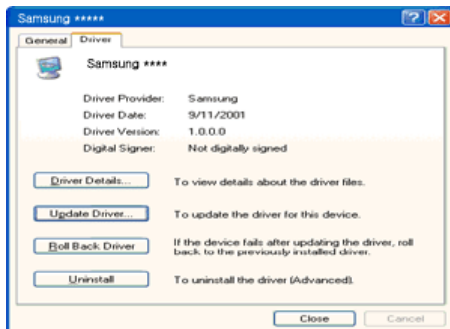 Samsung *****
General Driver
Samsung ****
Driver Provider: Samsung
Driver Date: 9/11/2001
Driver Version: 1.0.0.0
Digital Signer: Not digitally signed
Driver Details... To view details about the driver files.
Update Driver... To update the driver for this device.
Roll Back Driver If the device fails after updating the driver, roll
back to the previously installed driver.
Uninstall To uninstall the driver (Advanced).
Close Cancel